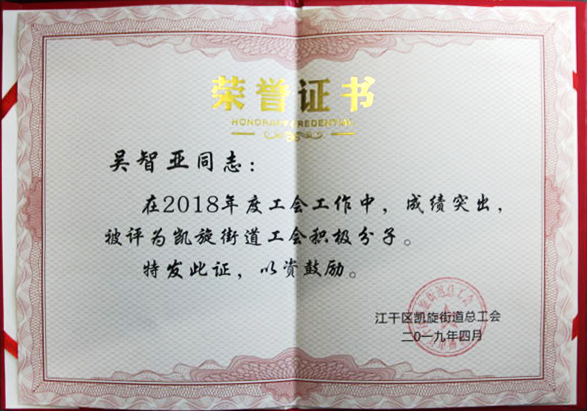 荣誉证书
HONORARY CREDENTIAL
吴智亚同志：
在2018年度工会工作中，成绩突出，
被评为凯旋街道工会积极分子。
特发此证，以资鼓励。
江干区凯旋街道总工会
二〇一九年四月